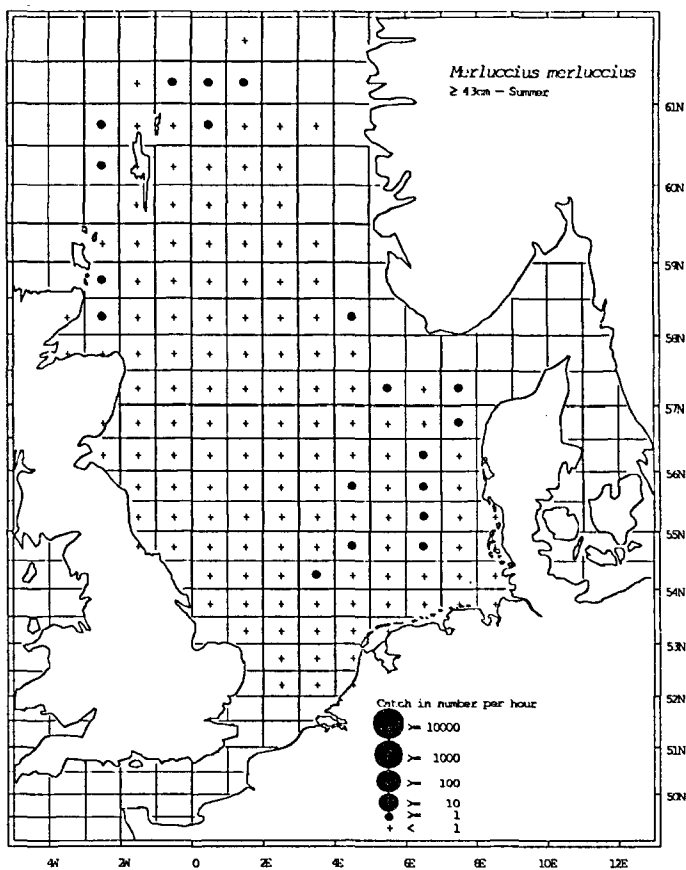 Merluccius merluccius
≥ 43cm — Summer
61N
60N
59N
58N
57N
56N
55N
54N
53N
52N
51N
50N
Catch in number per hour
>= 10000
>= 1000
>= 100
>= 10
>= 1
< 1
4W 2W 0 2E 4E 6E 8E 10E 12E